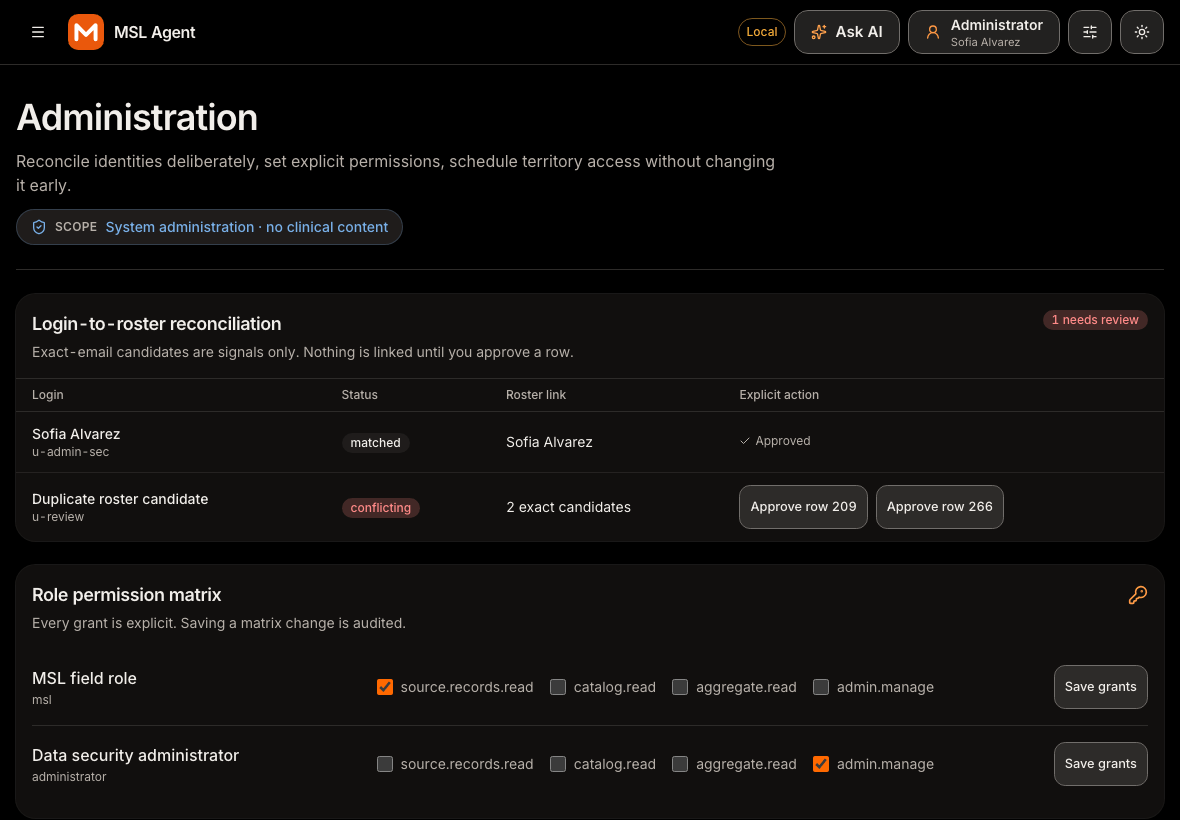 MSL Agent
Local
Ask AI
Administrator
Sofia Alvarez
Administration
Reconcile identities deliberately, set explicit permissions, schedule territory access without changing
it early.
SCOPE System administration · no clinical content
Login-to-roster reconciliation
1 needs review
Exact-email candidates are signals only. Nothing is linked until you approve a row.
Login Status Roster link Explicit action
Sofia Alvarez
u-admin-sec
matched
Sofia Alvarez
Approved
Duplicate roster candidate
u-review
conflicting
2 exact candidates
Approve row 209 Approve row 266
Role permission matrix
Every grant is explicit. Saving a matrix change is audited.
MSL field role
msl
source.records.read catalog.read aggregate.read admin.manage
Save grants
Data security administrator
administrator
source.records.read catalog.read aggregate.read admin.manage
Save grants